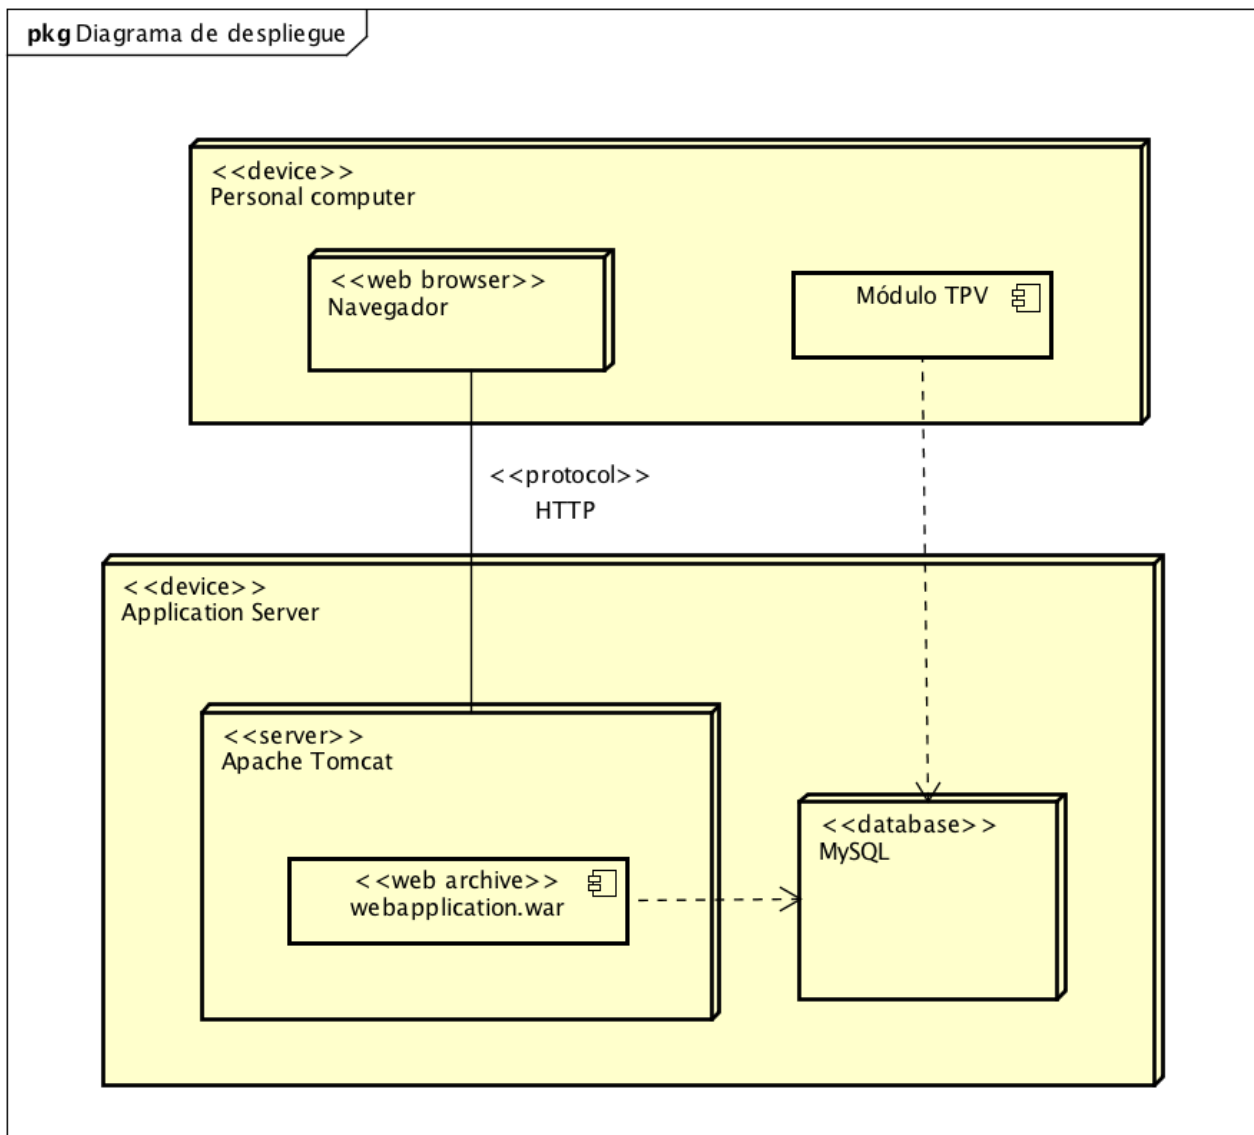 pkg Diagrama de despliegue
<<device>>
Personal computer
<<web browser>>
Navegador
Módulo TPV
<<protocol>>
HTTP
<<device>>
Application Server
<<server>>
Apache Tomcat
<<web archive>>
webapplication.war
<<database>>
MySQL